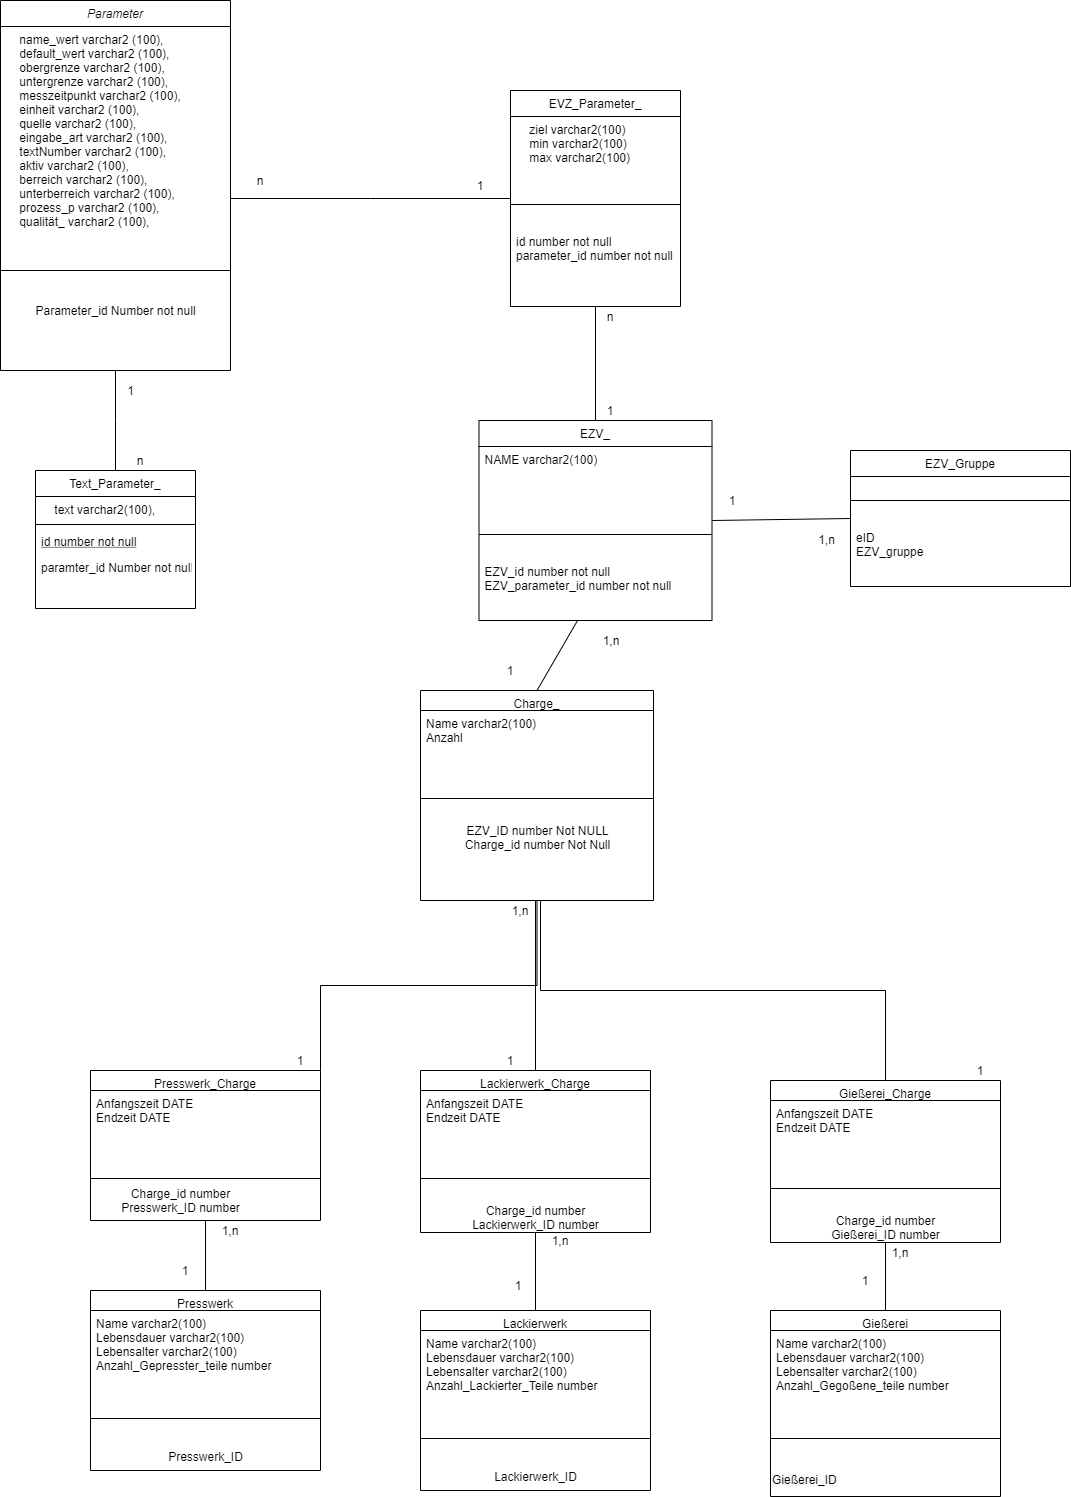 Parameter
name_wert varchar2 (100),
default_wert varchar2 (100),
obergrenze varchar2 (100),
untergrenze varchar2 (100),
messzeitpunkt varchar2 (100),
einheit varchar2 (100),
quelle varchar2 (100),
eingabe_art varchar2 (100),
textNumber varchar2 (100),
aktiv varchar2 (100),
berreich varchar2 (100),
unterberreich varchar2 (100),
prozess_p varchar2 (100),
qualität_ varchar2 (100),
Parameter_id Number not null
n
1
EVZ_Parameter_
ziel varchar2(100)
min varchar2(100)
max varchar2(100)
id number not null
parameter_id number not null
n
1
1
n
Text_Parameter_
text varchar2(100),
id number not null
paramter_id Number not null
EZV_
NAME varchar2(100)
EZV_id number not null
EZV_parameter_id number not null
1
1,n
EZV_Gruppe
eID
EZV_gruppe
1,n
1
Charge_
Name varchar2(100)
Anzahl
EZV_ID number Not NULL
Charge_id number Not Null
1,n
1
1
1
Presswerk_Charge
Anfangszeit DATE
Endzeit DATE
Charge_id number
Presswerk_ID number
Lackierwerk_Charge
Anfangszeit DATE
Endzeit DATE
Charge_id number
Lackierwerk_ID number
Gießerei_Charge
Anfangszeit DATE
Endzeit DATE
Charge_id number
Gießerei_ID number
1,n
1
1,n
1
1,n
1
Presswerk
Name varchar2(100)
Lebensdauer varchar2(100)
Lebensalter varchar2(100)
Anzahl_Gepresster_teile number
Presswerk_ID
Lackierwerk
Name varchar2(100)
Lebensdauer varchar2(100)
Lebensalter varchar2(100)
Anzahl_Lackierter_Teile number
Lackierwerk_ID
Gießerei
Name varchar2(100)
Lebensdauer varchar2(100)
Lebensalter varchar2(100)
Anzahl_Gegoßene_teile number
Gießerei_ID